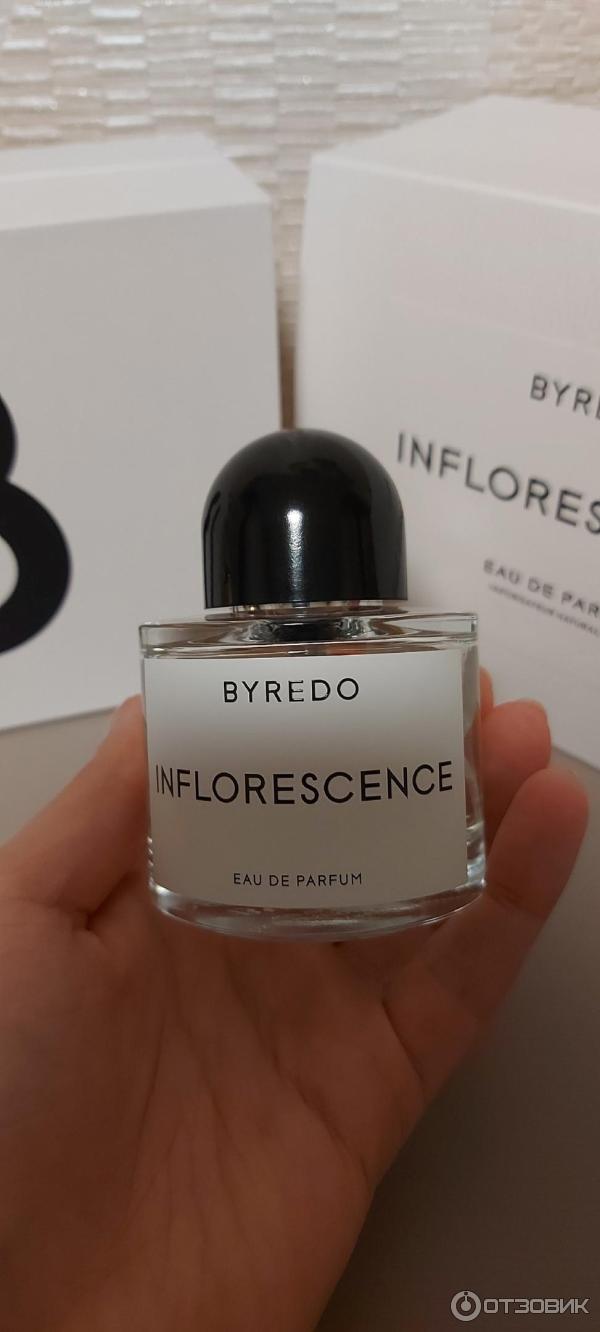 BYRE
INFLORES
EAU DE PAR
BYREDO
INFLORESCENCE
EAU DE PARFUM
ОТЗОВИК